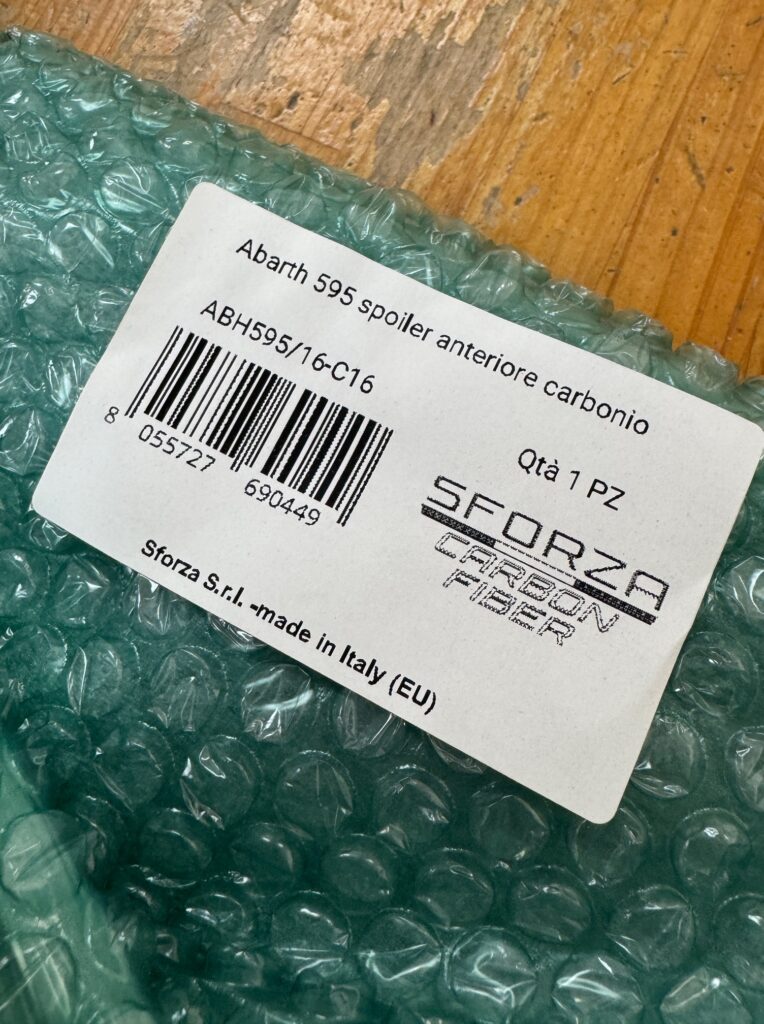 Abarth 595 spoiler anteriore carbonio
ABH595/16-C16
8 055727 690449
Qtà 1 PZ
SFORZA
CARBON
FIBER
Sforza S.r.l. -made in Italy (EU)